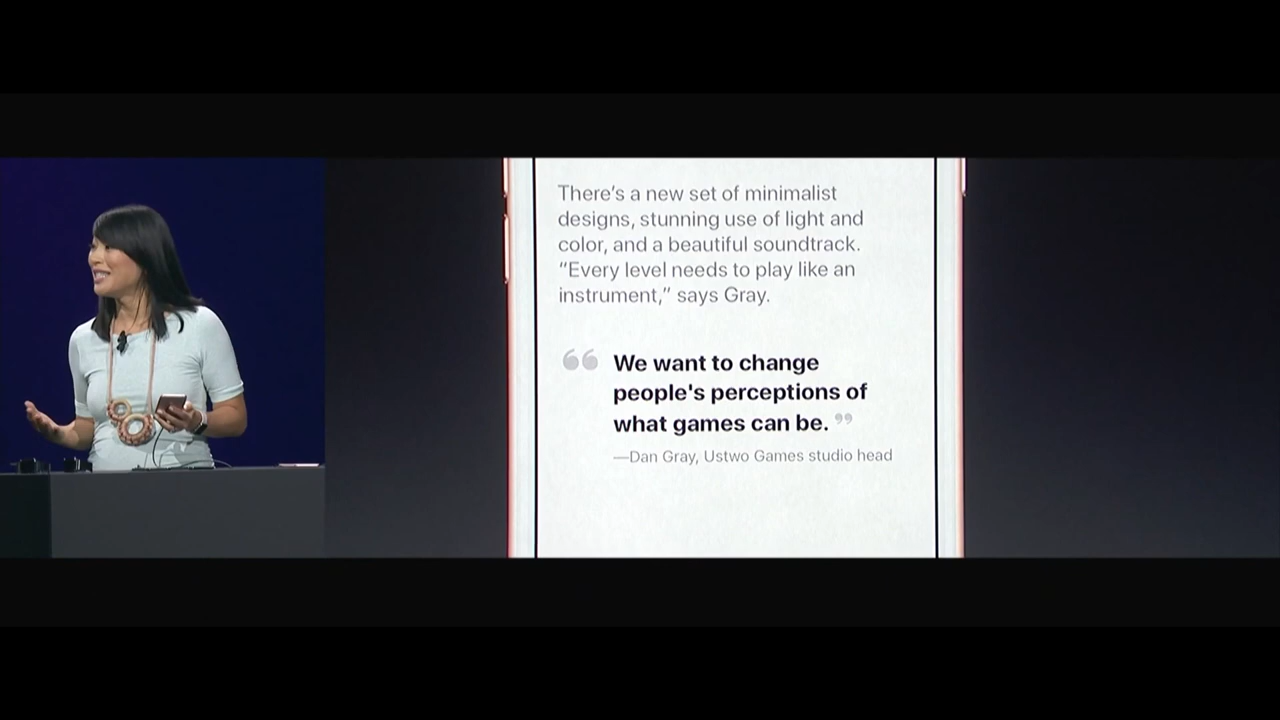 There’s a new set of minimalist
designs, stunning use of light and
color, and a beautiful soundtrack.
“Every level needs to play like an
instrument,” says Gray.
“ We want to change
people's perceptions of
what games can be. ”
—Dan Gray, Ustwo Games studio head